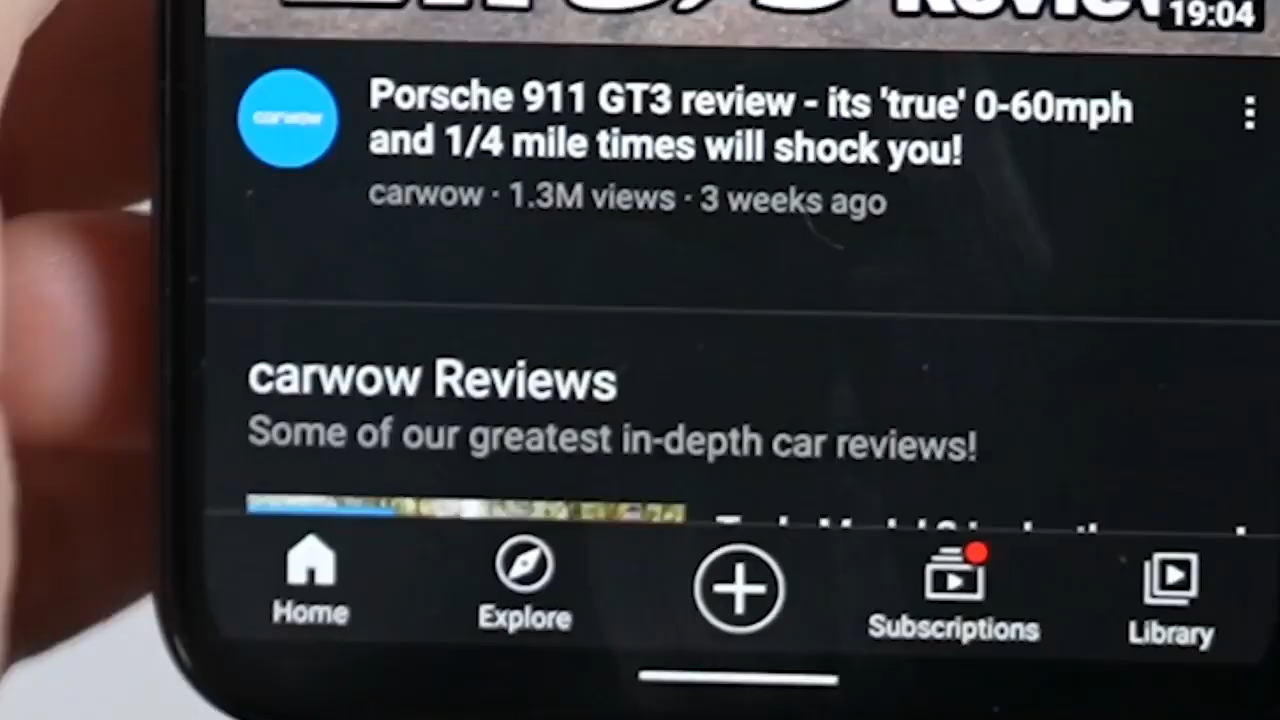 Review
19:04
carwow
Porsche 911 GT3 review - its 'true' 0-60mph
and 1/4 mile times will shock you!
carwow · 1.3M views · 3 weeks ago
carwow Reviews
Some of our greatest in-depth car reviews!
Home
Explore
Subscriptions
Library